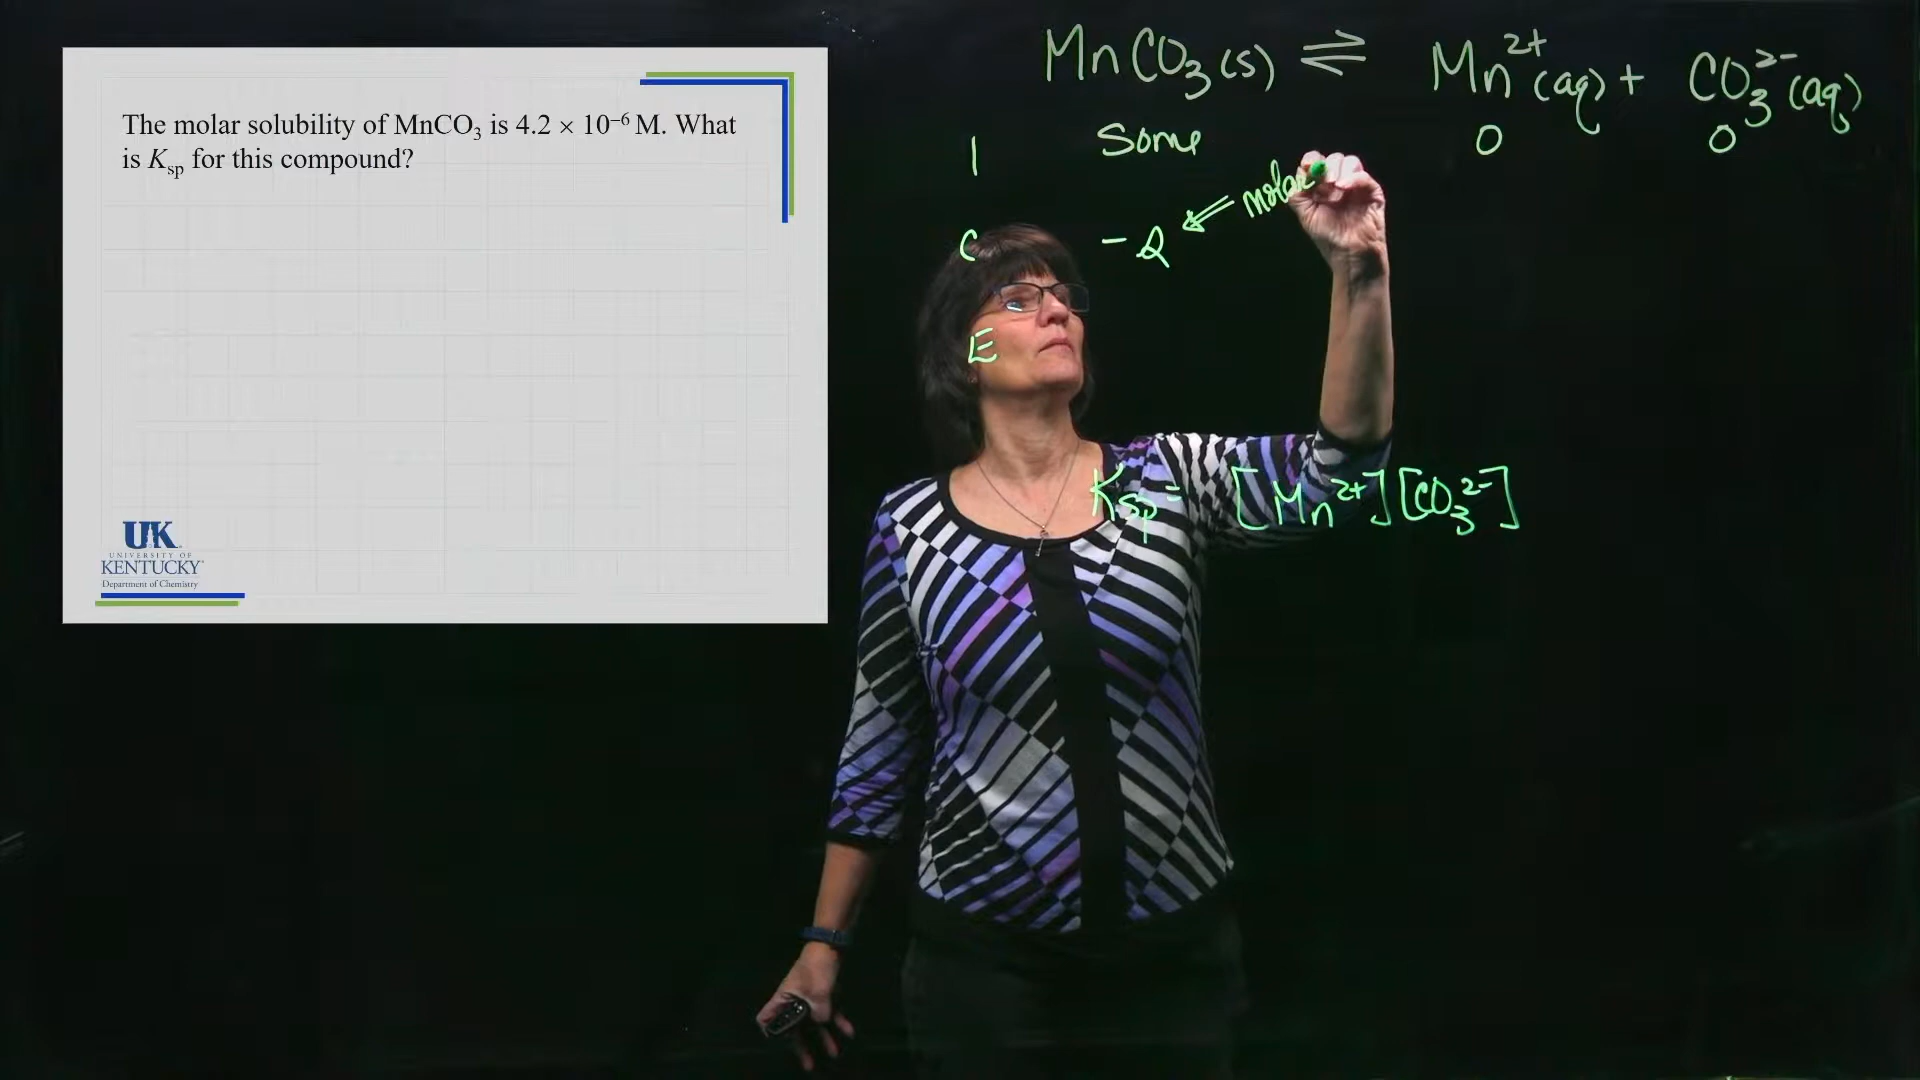 The molar solubility of MnCO₃ is 4.2 × 10⁻⁶ M. What
is Kₛₚ for this compound?
UK
UNIVERSITY OF
KENTUCKY
Department of Chemistry
MnCO₃(s) ⇌ Mn²⁺(aq) + CO₃²⁻(aq)
I Some 0 0
molar
C -s
E
Ksp = [Mn²⁺][CO₃²⁻]